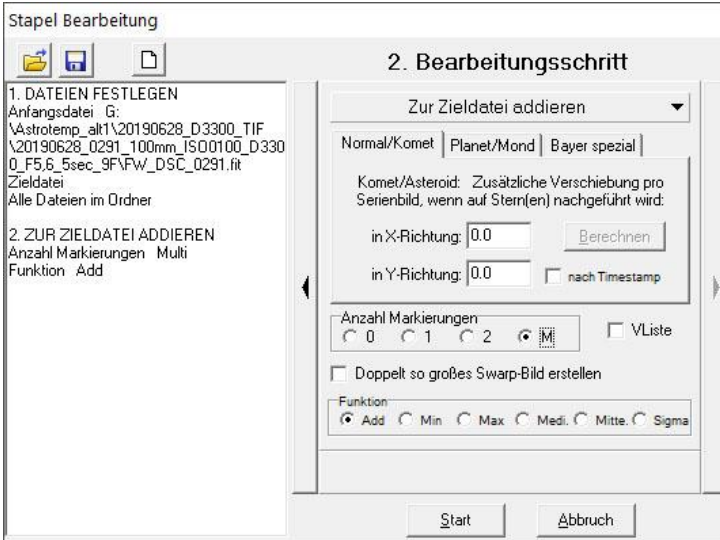 Stapel Bearbeitung
1. DATEIEN FESTLEGEN
Anfangsdatei G:
\Astrotemp_alt1\20190628_D3300_TIF
\20190628_0291_100mm_ISO0100_D330
0_F5,6_5sec_9F\FW_DSC_0291.fit
Zieldatei
Alle Dateien im Ordner
2. ZUR ZIELDATEI ADDIEREN
Anzahl Markierungen Multi
Funktion Add
2. Bearbeitungsschritt
Zur Zieldatei addieren
Normal/Komet Planet/Mond Bayer spezial
Komet/Asteroid: Zusätzliche Verschiebung pro
Serienbild, wenn auf Stern(en) nachgeführt wird:
in X-Richtung: 0.0 Berechnen
in Y-Richtung: 0.0 nach Timestamp
Anzahl Markierungen
0 1 2 M VListe
Doppelt so großes Swarp-Bild erstellen
Funktion
Add Min Max Medi. Mitte. Sigma
Start Abbruch